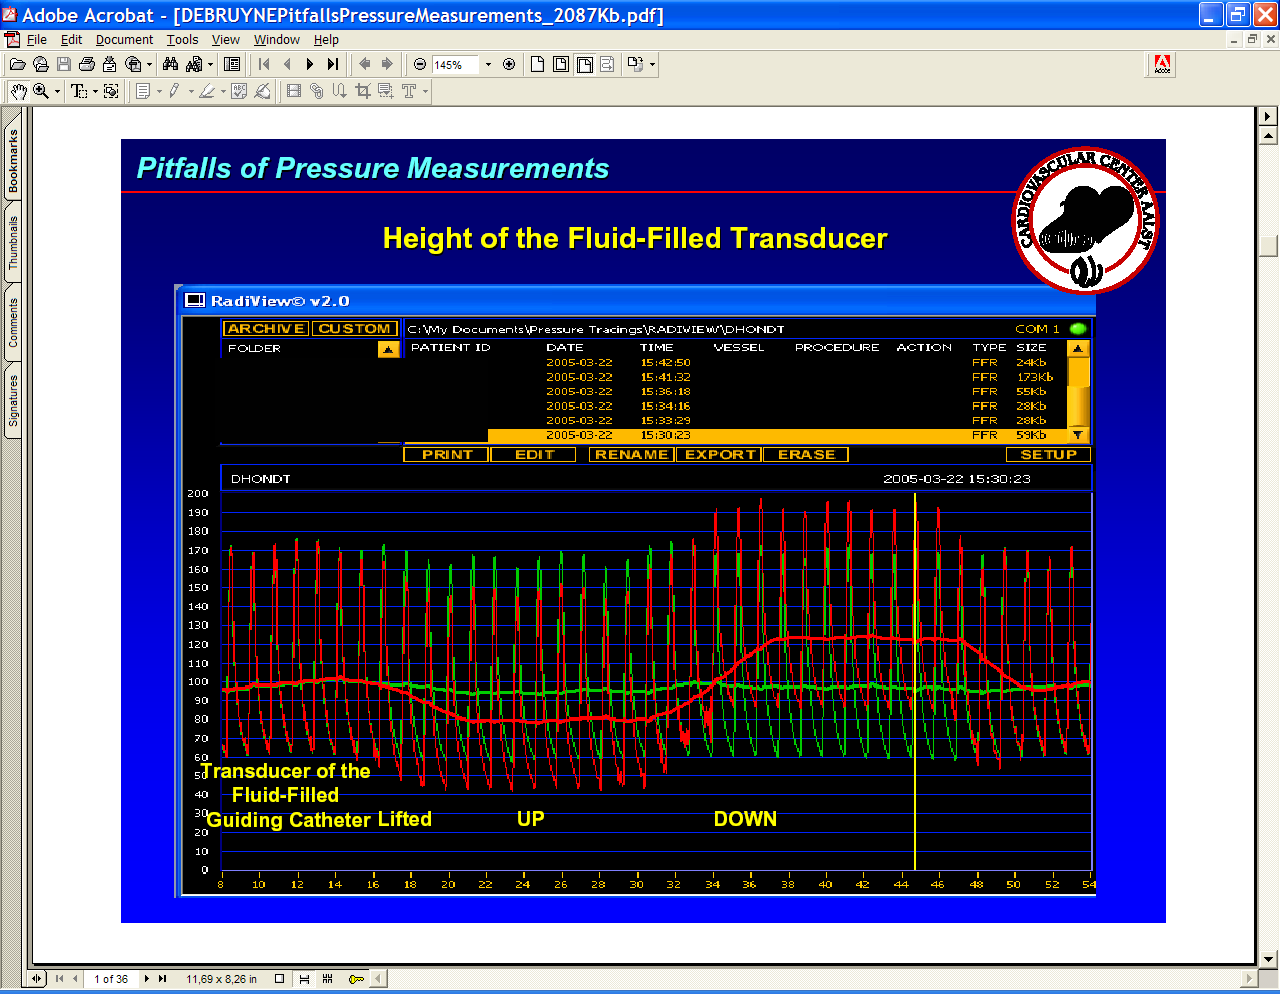 Adobe Acrobat - [DEBRUYNEPitfallsPressureMeasurements_2087Kb.pdf]
File Edit Document Tools View Window Help
145%
Adobe
Bookmarks
Thumbnails
Comments
Signatures
Pitfalls of Pressure Measurements
CARDIOVASCULAR CENTER AALST
Height of the Fluid-Filled Transducer
RadiView© v2.0
ARCHIVE CUSTOM C:\My Documents\Pressure Tracings\RADIVIEW\DHONDT COM 1
FOLDER PATIENT ID DATE TIME VESSEL PROCEDURE ACTION TYPE SIZE
2005-03-22 15:42:50 FFR 24Kb
2005-03-22 15:41:32 FFR 173Kb
2005-03-22 15:36:18 FFR 55Kb
2005-03-22 15:34:16 FFR 28Kb
2005-03-22 15:33:29 FFR 28Kb
2005-03-22 15:30:23 FFR 59Kb
PRINT EDIT RENAME EXPORT ERASE SETUP
DHONDT 2005-03-22 15:30:23
200
190
180
170
160
150
140
130
120
110
100
90
80
70
60
50
40
30
20
10
0
Transducer of the
Fluid-Filled
Guiding Catheter Lifted UP DOWN
8 10 12 14 16 18 20 22 24 26 28 30 32 34 36 38 40 42 44 46 48 50 52 54
1 of 36 11,69 x 8,26 in